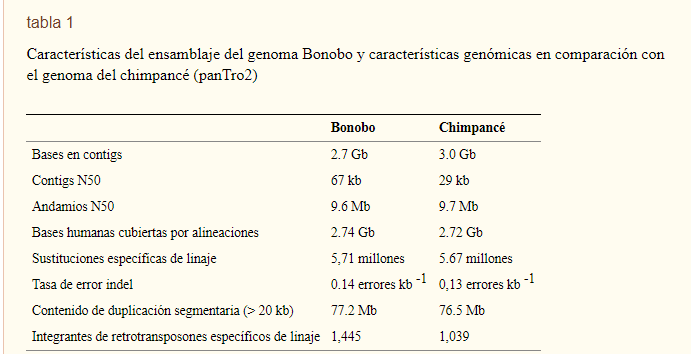 tabla 1
Características del ensamblaje del genoma Bonobo y características genómicas en comparación con
el genoma del chimpancé (panTro2)
Bonobo Chimpancé
Bases en contigs 2.7 Gb 3.0 Gb
Contigs N50 67 kb 29 kb
Andamios N50 9.6 Mb 9.7 Mb
Bases humanas cubiertas por alineaciones 2.74 Gb 2.72 Gb
Sustituciones específicas de linaje 5,71 millones 5.67 millones
Tasa de error indel 0.14 errores kb -1 0,13 errores kb -1
Contenido de duplicación segmentaria (> 20 kb) 77.2 Mb 76.5 Mb
Integrantes de retrotransposones específicos de linaje 1,445 1,039